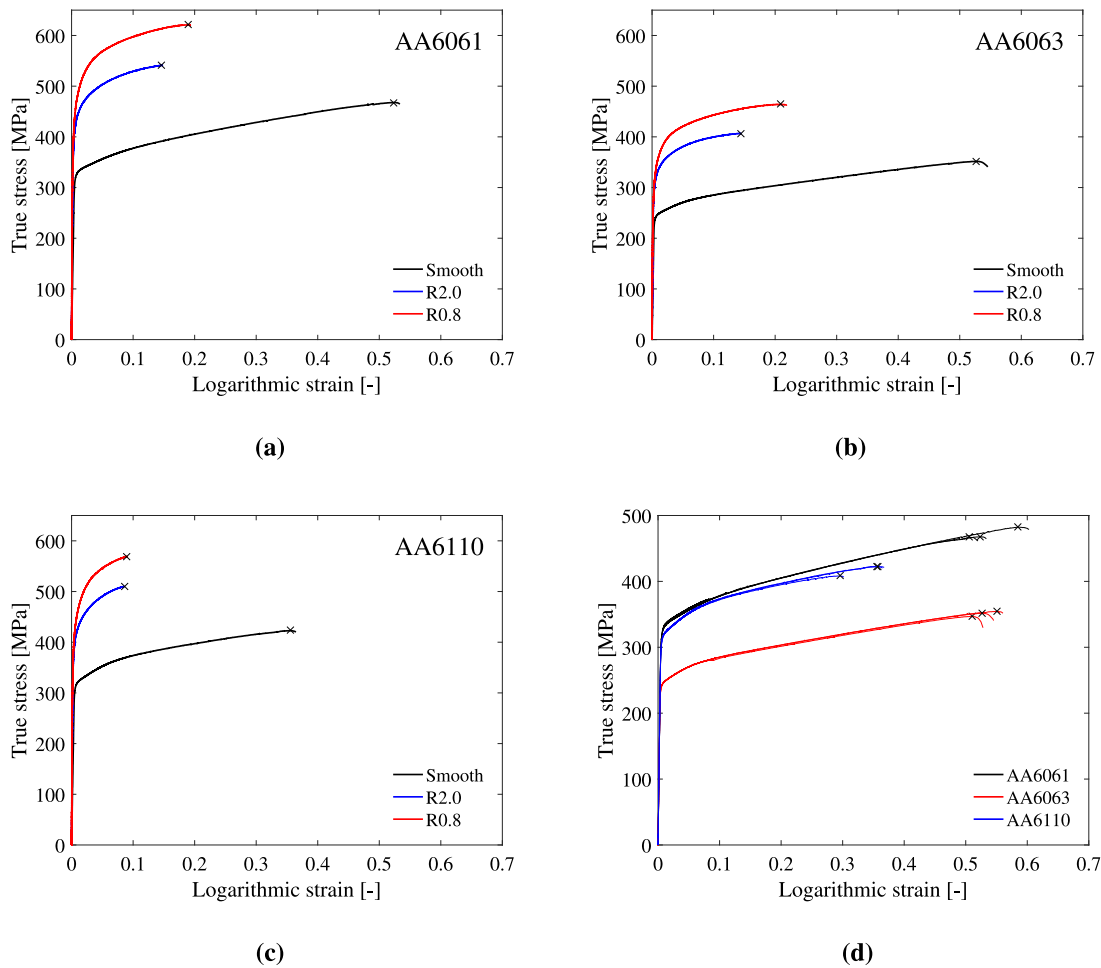 AA6061
600
500
400
300
200
100
0
True stress [MPa]
Smooth
R2.0
R0.8
0 0.1 0.2 0.3 0.4 0.5 0.6 0.7
Logarithmic strain [-]
(a)
AA6063
600
500
400
300
200
100
0
True stress [MPa]
Smooth
R2.0
R0.8
0 0.1 0.2 0.3 0.4 0.5 0.6 0.7
Logarithmic strain [-]
(b)
AA6110
600
500
400
300
200
100
0
True stress [MPa]
Smooth
R2.0
R0.8
0 0.1 0.2 0.3 0.4 0.5 0.6 0.7
Logarithmic strain [-]
(c)
500
400
300
200
100
0
True stress [MPa]
AA6061
AA6063
AA6110
0 0.1 0.2 0.3 0.4 0.5 0.6 0.7
Logarithmic strain [-]
(d)